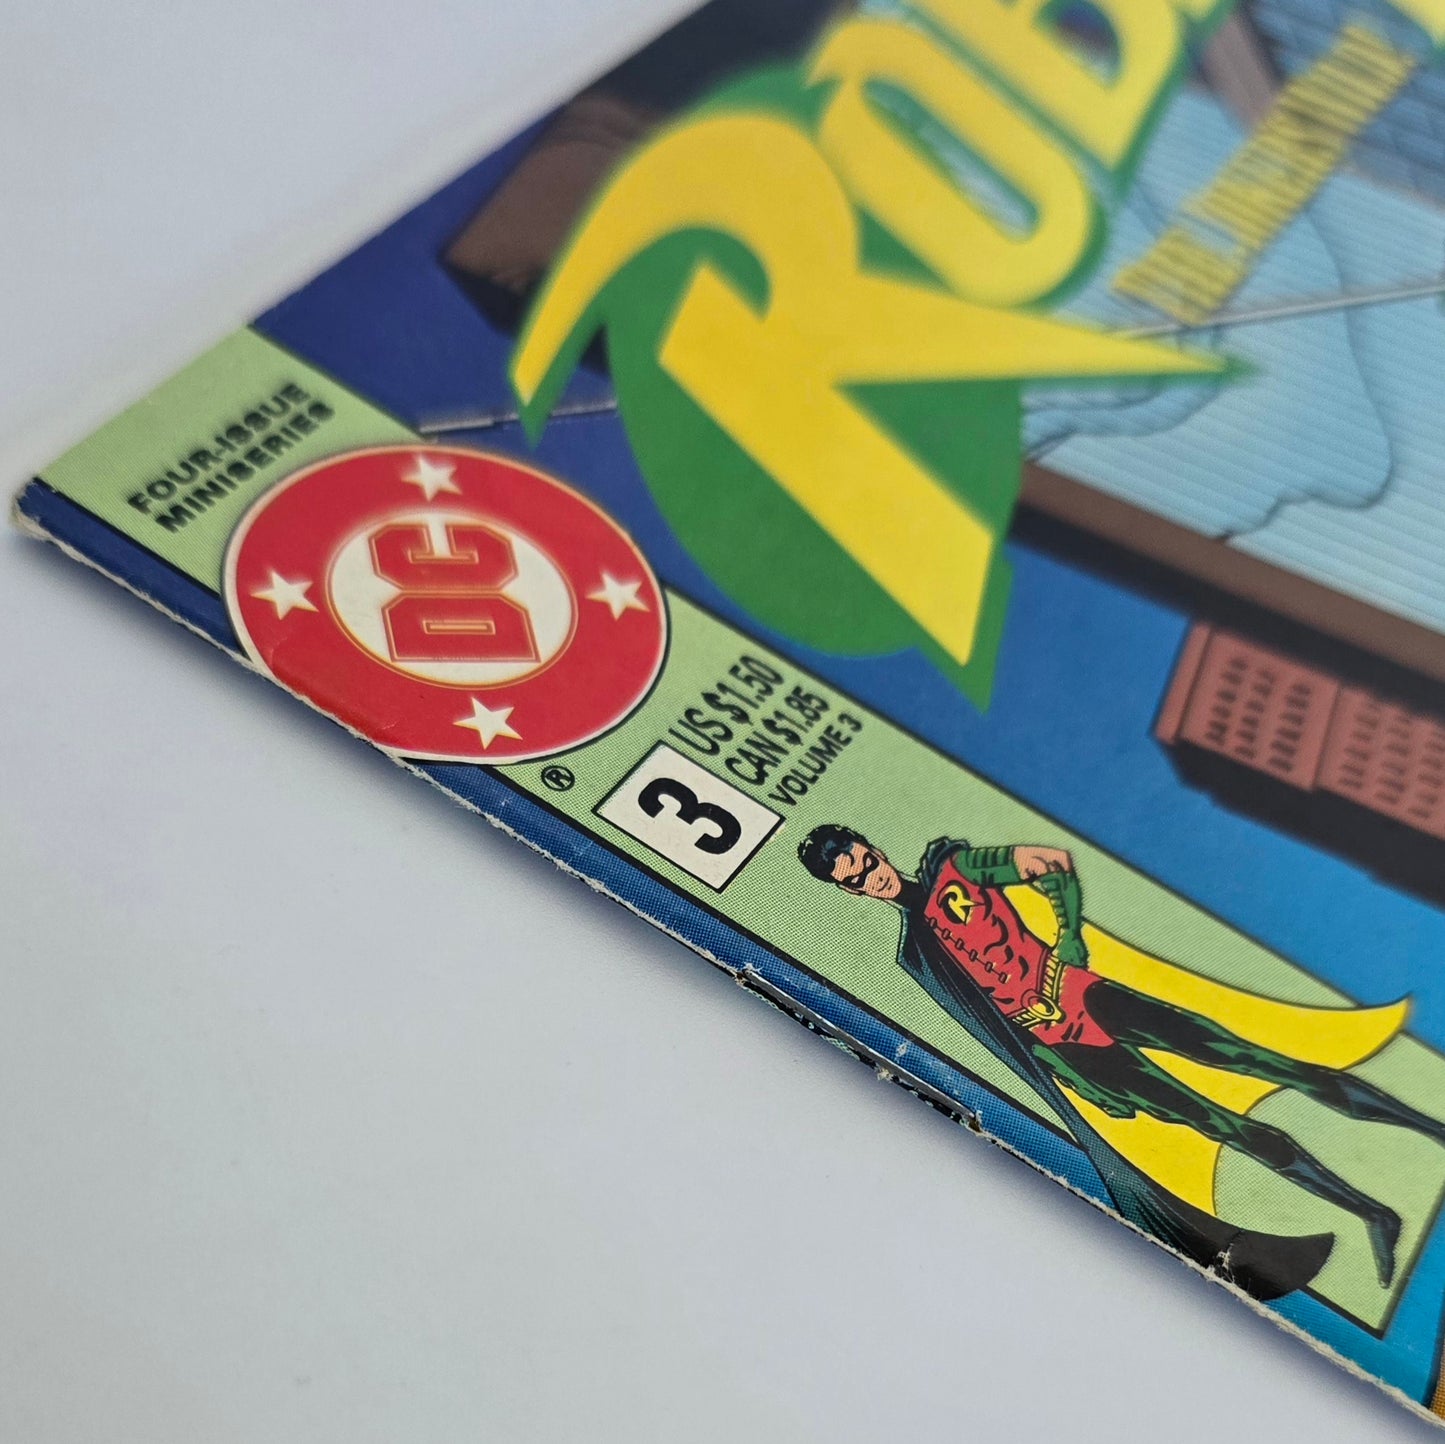 ROB
FOUR-ISSUE
MINISERIES
DC
®
3
US $1.50
CAN $1.85
VOLUME 3
R